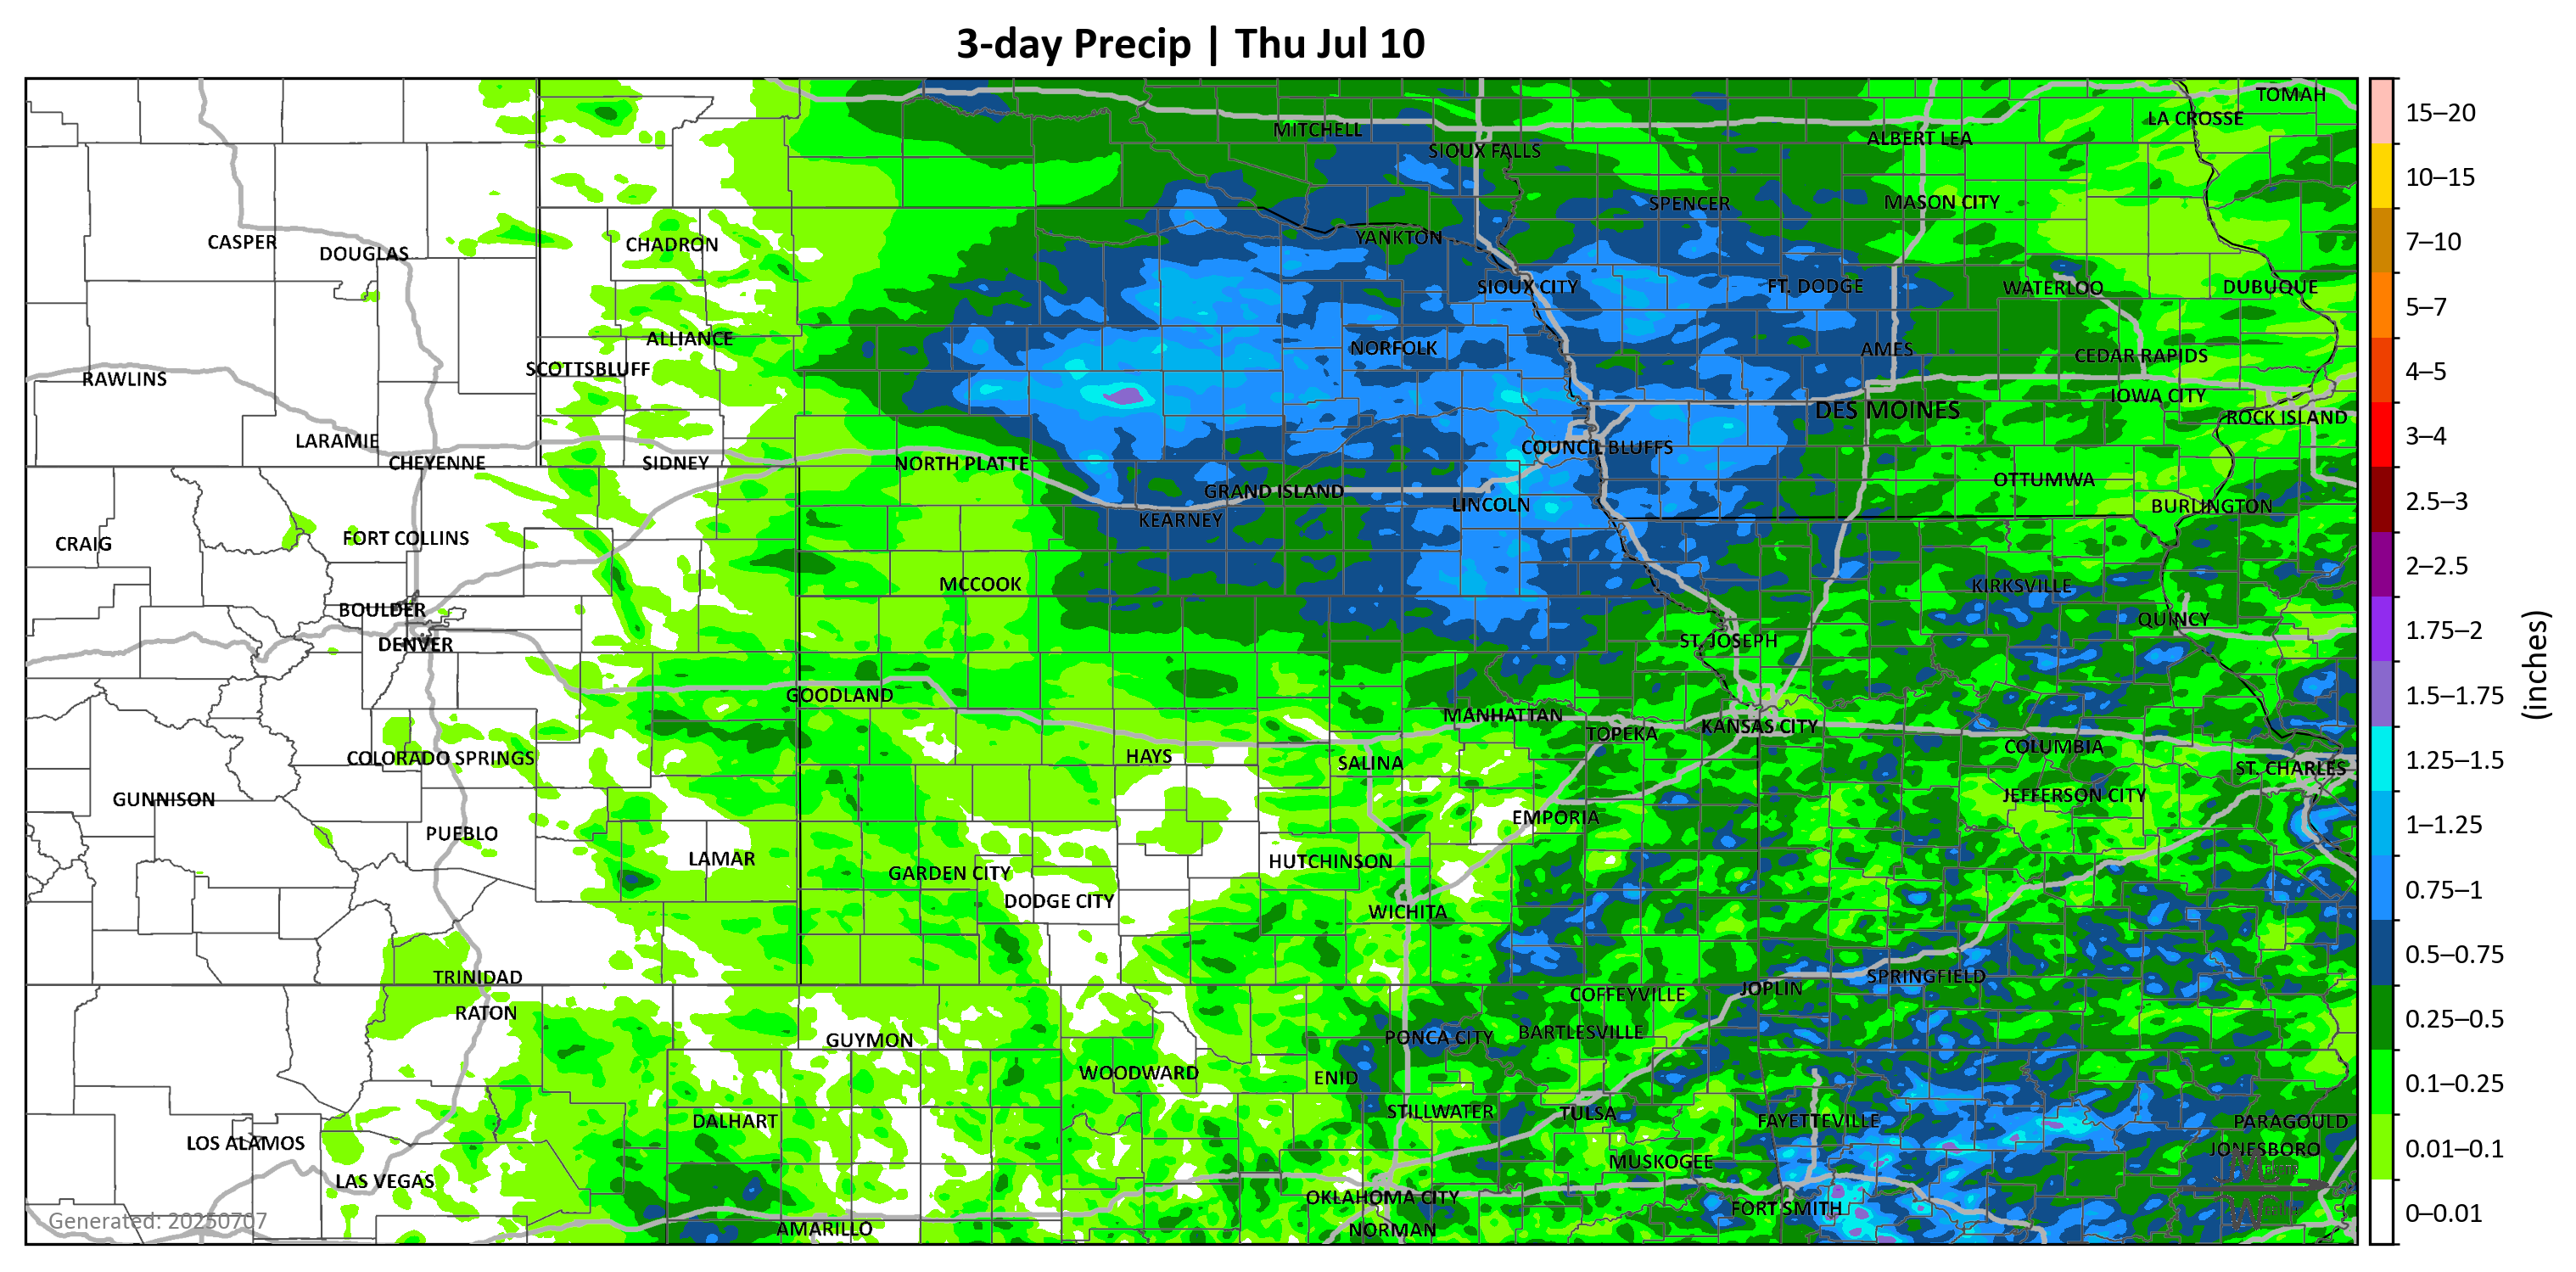 3-day Precip | Thu Jul 10
TOMAH
LA CROSSE
MITCHELL
ALBERT LEA
SIOUX FALLS
SPENCER
MASON CITY
CASPER
DOUGLAS
CHADRON
YANKTON
SIOUX CITY
FT. DODGE
WATERLOO
DUBUQUE
ALLIANCE
NORFOLK
AMES
CEDAR RAPIDS
RAWLINS
SCOTTSBLUFF
IOWA CITY
DES MOINES
ROCK ISLAND
LARAMIE
COUNCIL BLUFFS
CHEYENNE
SIDNEY
NORTH PLATTE
OTTUMWA
GRAND ISLAND
LINCOLN
BURLINGTON
KEARNEY
CRAIG
FORT COLLINS
MCCOOK
KIRKSVILLE
BOULDER
QUINCY
DENVER
ST. JOSEPH
GOODLAND
MANHATTAN
TOPEKA
KANSAS CITY
COLUMBIA
COLORADO SPRINGS
HAYS
SALINA
ST. CHARLES
GUNNISON
JEFFERSON CITY
EMPORIA
PUEBLO
LAMAR
HUTCHINSON
GARDEN CITY
DODGE CITY
WICHITA
TRINIDAD
SPRINGFIELD
JOPLIN
COFFEYVILLE
RATON
PONCA CITY
BARTLESVILLE
GUYMON
WOODWARD
ENID
STILLWATER
TULSA
DALHART
FAYETTEVILLE
PARAGOULD
LOS ALAMOS
JONESBORO
MUSKOGEE
LAS VEGAS
OKLAHOMA CITY
FORT SMITH
AMARILLO
NORMAN
Generated: 20250707
15–20
10–15
7–10
5–7
4–5
3–4
2.5–3
2–2.5
1.75–2
1.5–1.75
1.25–1.5
1–1.25
0.75–1
0.5–0.75
0.25–0.5
0.1–0.25
0.01–0.1
0–0.01
(inches)